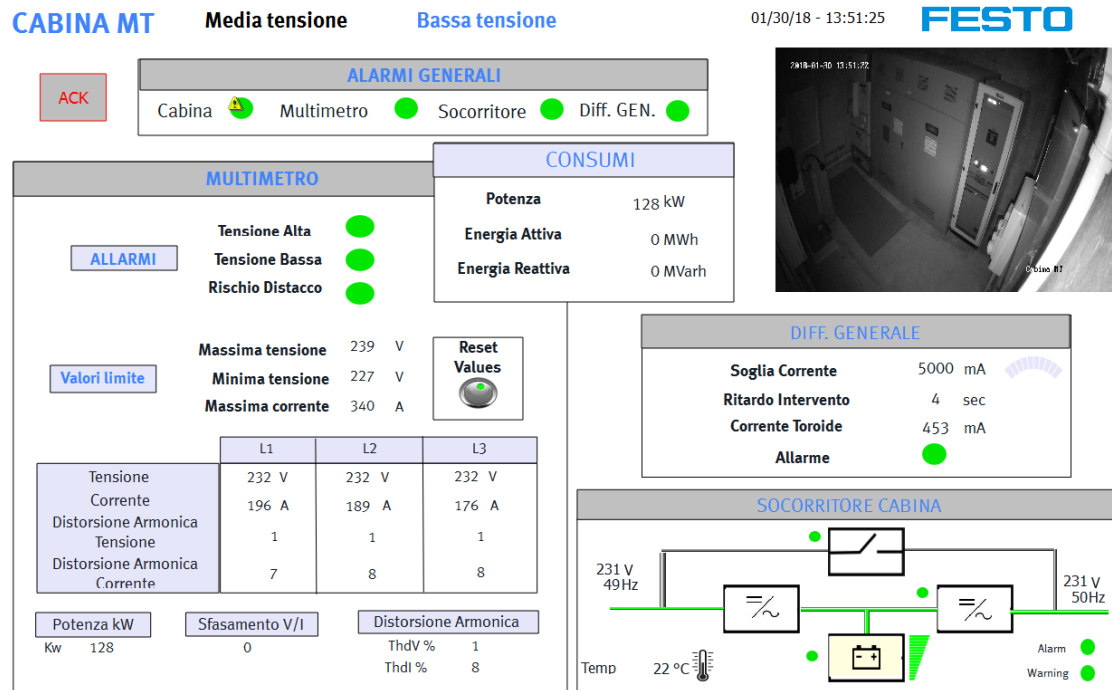 CABINA MT Media tensione Bassa tensione 01/30/18 - 13:51:25 FESTO
2018-01-30 13:51:27
Cabina MT
ACK
ALARMI GENERALI
Cabina Multimetro Socorritore Diff. GEN.
MULTIMETRO
CONSUMI
Potenza 128 kW
Energia Attiva 0 MWh
Energia Reattiva 0 MVarh
ALLARMI
Tensione Alta
Tensione Bassa
Rischio Distacco
Valori limite
Massima tensione 239 V
Minima tensione 227 V
Massima corrente 340 A
Reset
Values
L1 L2 L3
Tensione 232 V 232 V 232 V
Corrente 196 A 189 A 176 A
Distorsione Armonica
Tensione 1 1 1
Distorsione Armonica
Corrente 7 8 8
Potenza kW
Kw 128
Sfasamento V/I
0
Distorsione Armonica
ThdV % 1
ThdI % 8
DIFF. GENERALE
Soglia Corrente 5000 mA
Ritardo Intervento 4 sec
Corrente Toroide 453 mA
Allarme
SOCORRITORE CABINA
231 V
49Hz
231 V
50Hz
Temp 22 ºC
Alarm
Warning